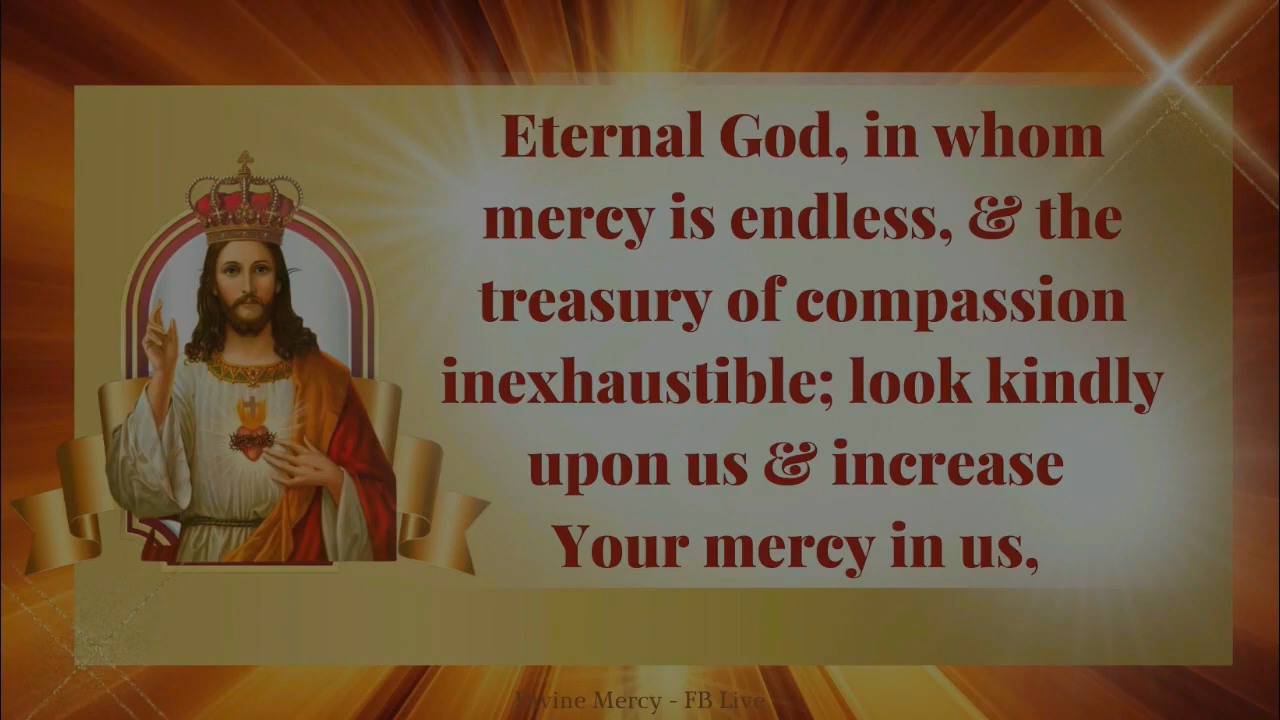 Eternal God, in whom
mercy is endless, & the
treasury of compassion
inexhaustible; look kindly
upon us & increase
Your mercy in us,
Divine Mercy - FB Live